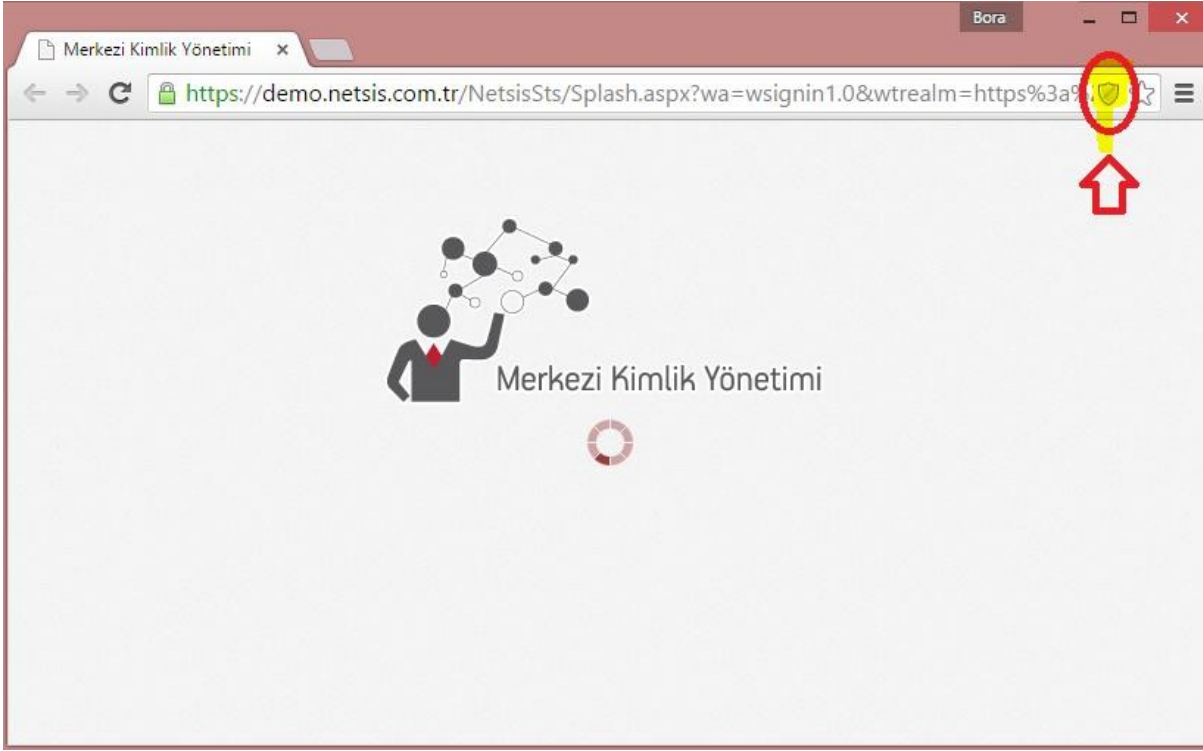 Bora
Merkezi Kimlik Yönetimi
https://demo.netsis.com.tr/NetsisSts/Splash.aspx?wa=wsignin1.0&wtrealm=https%3a%
Merkezi Kimlik Yönetimi